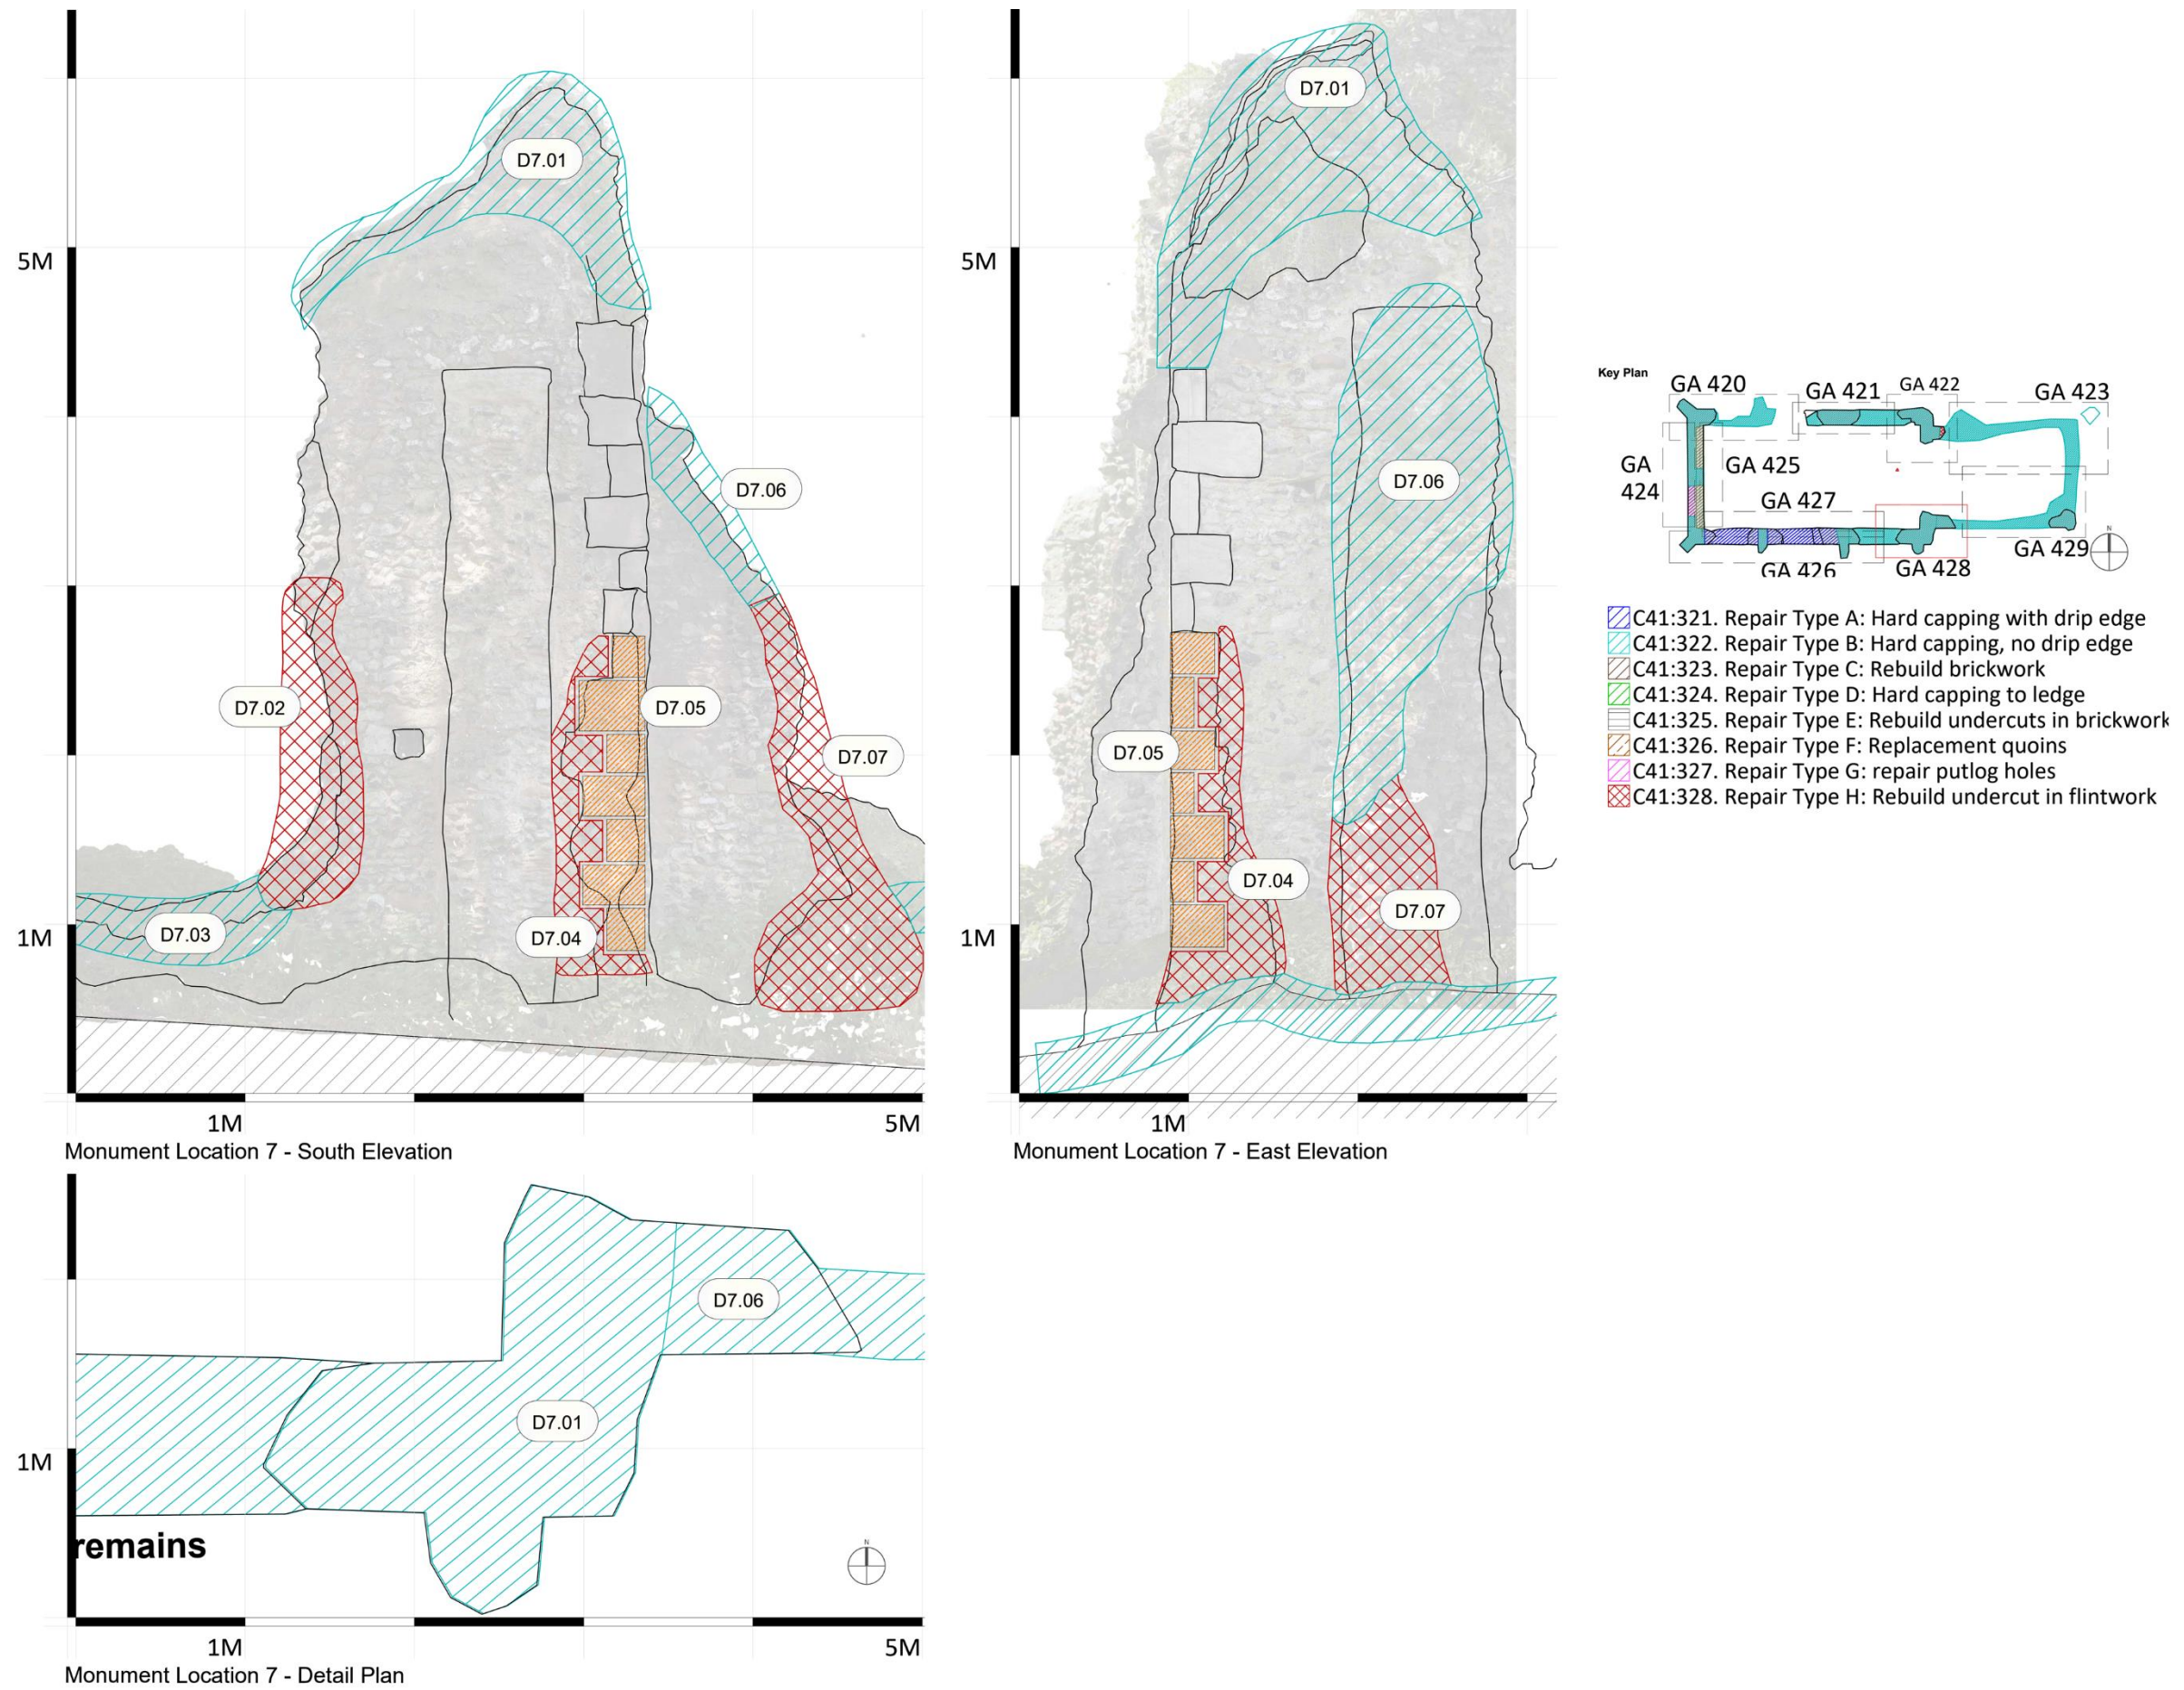 D7.01
5M
D7.06
D7.02
D7.05
D7.07
D7.03
D7.04
1M
1M
5M
Monument Location 7 - South Elevation
D7.01
5M
D7.06
D7.05
D7.04
D7.07
1M
1M
Monument Location 7 - East Elevation
Key Plan
GA 420
GA 421
GA 422
GA 423
GA
424
GA 425
GA 427
N
GA 429
GA 426
GA 428
C41:321. Repair Type A: Hard capping with drip edge
C41:322. Repair Type B: Hard capping, no drip edge
C41:323. Repair Type C: Rebuild brickwork
C41:324. Repair Type D: Hard capping to ledge
C41:325. Repair Type E: Rebuild undercuts in brickwork
C41:326. Repair Type F: Replacement quoins
C41:327. Repair Type G: repair putlog holes
C41:328. Repair Type H: Rebuild undercut in flintwork
D7.06
D7.01
1M
remains
N
1M
5M
Monument Location 7 - Detail Plan